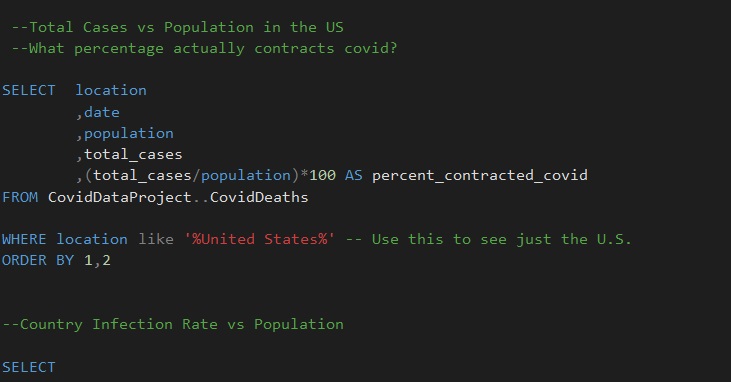 --Total Cases vs Population in the US
--What percentage actually contracts covid?
SELECT  location
,date
,population
,total_cases
,(total_cases/population)*100 AS percent_contracted_covid
FROM CovidDataProject..CovidDeaths
WHERE location like '%United States%' -- Use this to see just the U.S.
ORDER BY 1,2
--Country Infection Rate vs Population
SELECT